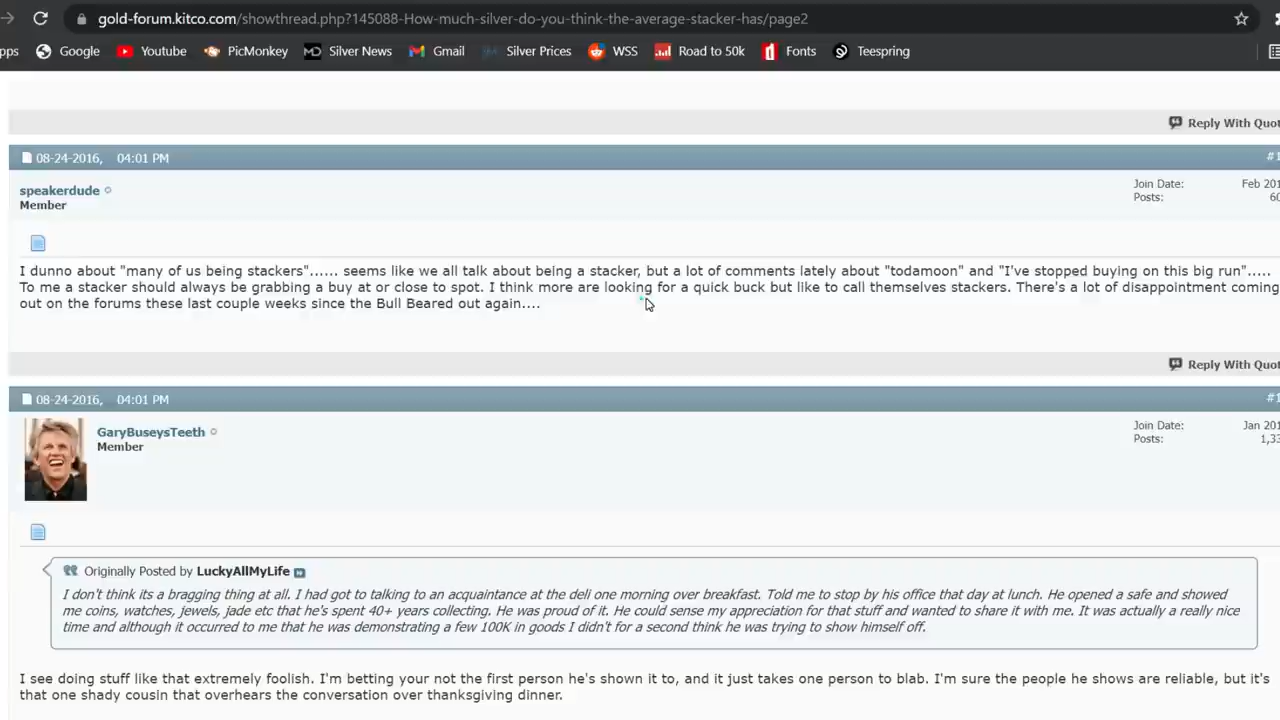 gold-forum.kitco.com/showthread.php?145088-How-much-silver-do-you-think-the-average-stacker-has/page2
pps Google Youtube PicMonkey Silver News Gmail Silver Prices WSS Road to 50k Fonts Teespring
Reply With Quot
08-24-2016, 04:01 PM #1
speakerdude
Member
Join Date: Feb 201
Posts: 60
I dunno about "many of us being stackers"...... seems like we all talk about being a stacker, but a lot of comments lately about "todamoon" and "I've stopped buying on this big run".....
To me a stacker should always be grabbing a buy at or close to spot. I think more are looking for a quick buck but like to call themselves stackers. There's a lot of disappointment coming
out on the forums these last couple weeks since the Bull Beared out again....
Reply With Quot
08-24-2016, 04:01 PM #1
GaryBuseysTeeth
Member
Join Date: Jan 201
Posts: 1,33
Originally Posted by LuckyAllMyLife
I don't think its a bragging thing at all. I had got to talking to an acquaintance at the deli one morning over breakfast. Told me to stop by his office that day at lunch. He opened a safe and showed
me coins, watches, jewels, jade etc that he's spent 40+ years collecting. He was proud of it. He could sense my appreciation for that stuff and wanted to share it with me. It was actually a really nice
time and although it occurred to me that he was demonstrating a few 100K in goods I didn't for a second think he was trying to show himself off.
I see doing stuff like that extremely foolish. I'm betting your not the first person he's shown it to, and it just takes one person to blab. I'm sure the people he shows are reliable, but it's
that one shady cousin that overhears the conversation over thanksgiving dinner.